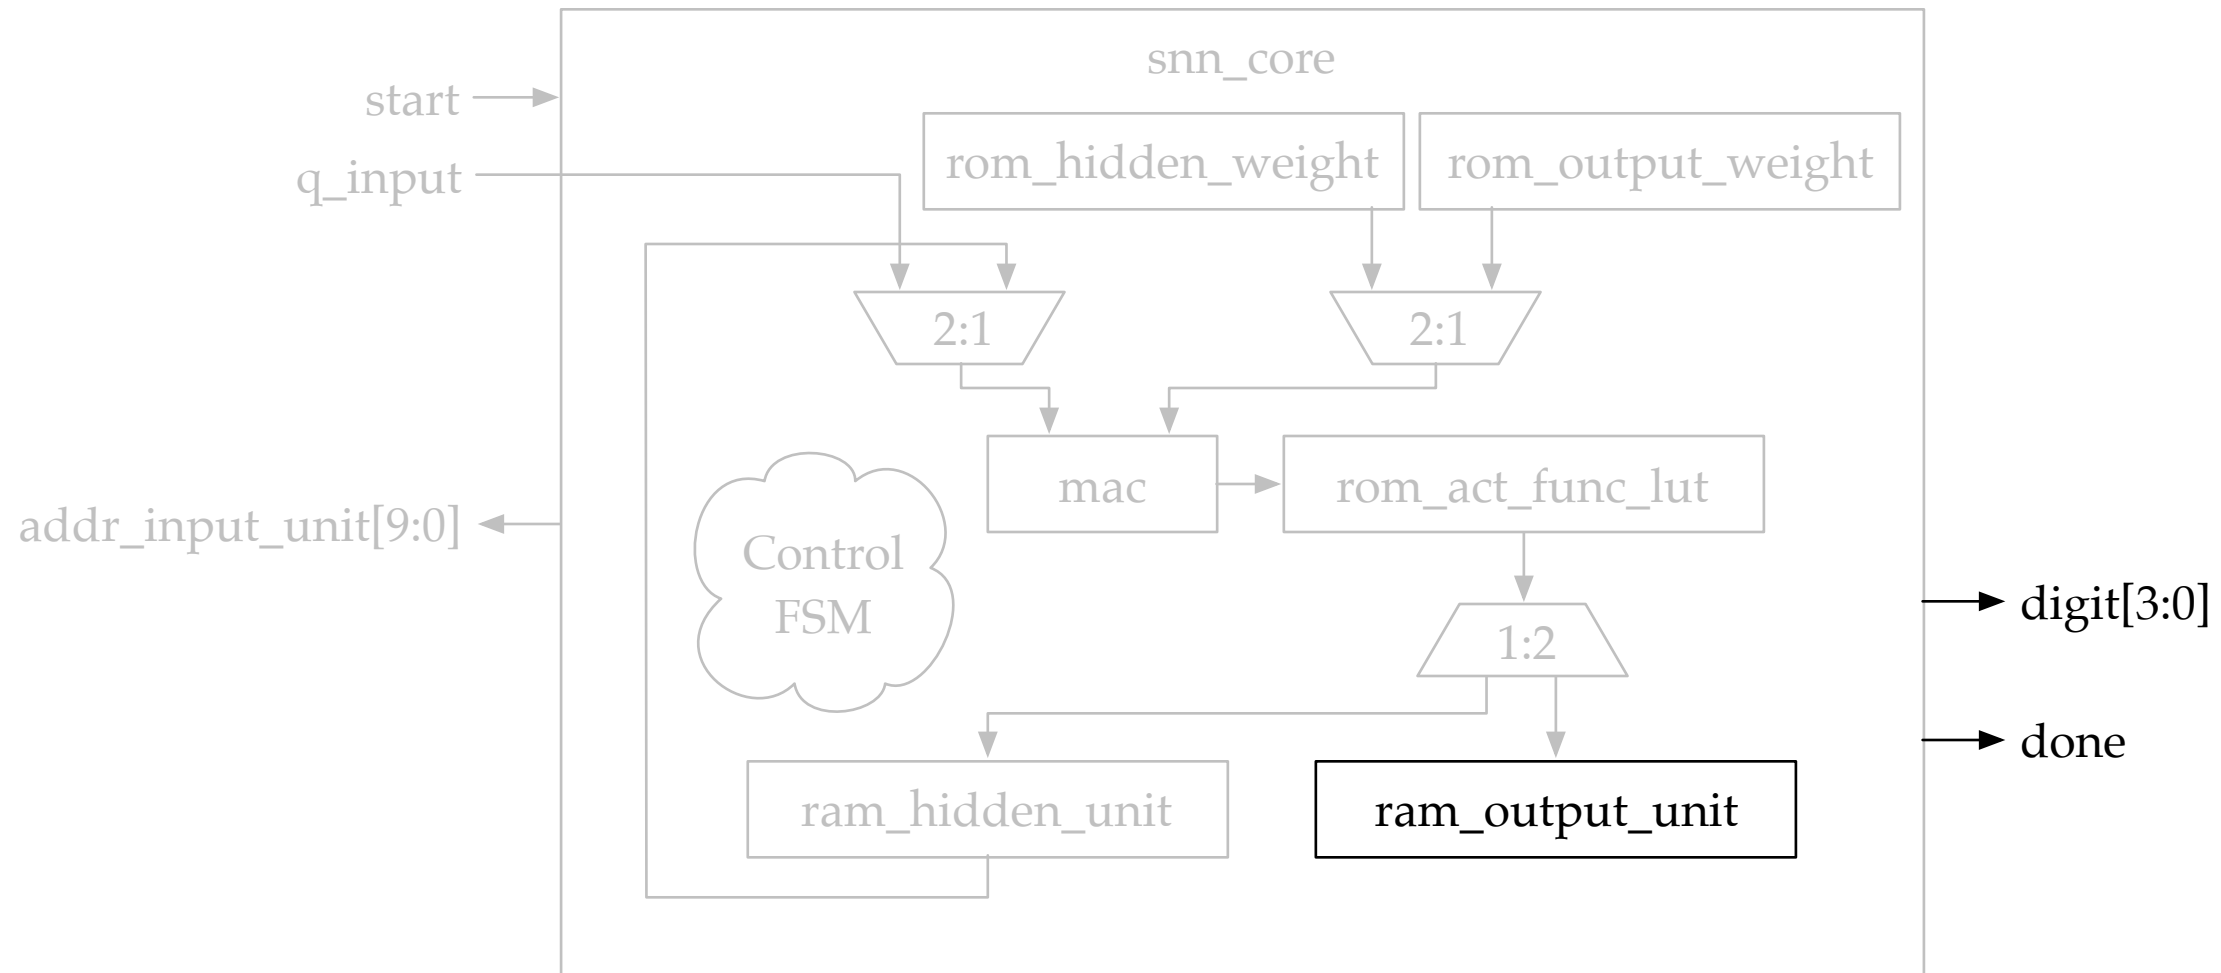 snn_core
start
rom_hidden_weight
rom_output_weight
q_input
2:1
2:1
mac
rom_act_func_lut
addr_input_unit[9:0]
Control
FSM
digit[3:0]
1:2
done
ram_hidden_unit
ram_output_unit